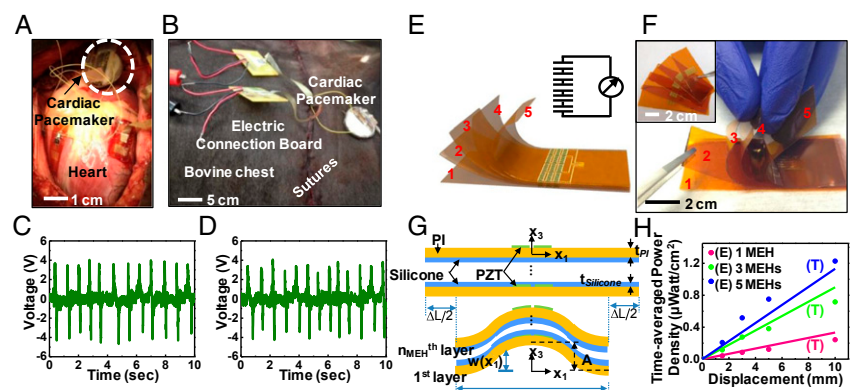 A
Cardiac
Pacemaker
Heart
1 cm
B
Cardiac
Pacemaker
Electric
Connection Board
Bovine chest
Sutures
5 cm
E
1
2
3
4
5
F
2 cm
1
2
3
4
5
2 cm
C
Voltage (V)
6
4
2
0
-2
-4
-6
0 2 4 6 8 10
Time (sec)
D
Voltage (V)
6
4
2
0
-2
-4
-6
0 2 4 6 8 10
Time (sec)
G
PI
x3
x1
tPI
Silicone
PZT
tSilicone
ΔL/2
ΔL/2
nMEHth layer
w(x1)
x3
A
x1
1st layer
H
Time-averaged Power
Density (μWatt/cm2)
1.6
1.2
0.8
0.4
0.0
(E) 1 MEH
(E) 3 MEHs
(E) 5 MEHs
(T)
(T)
(T)
0 2 4 6 8 10
Displacement (mm)